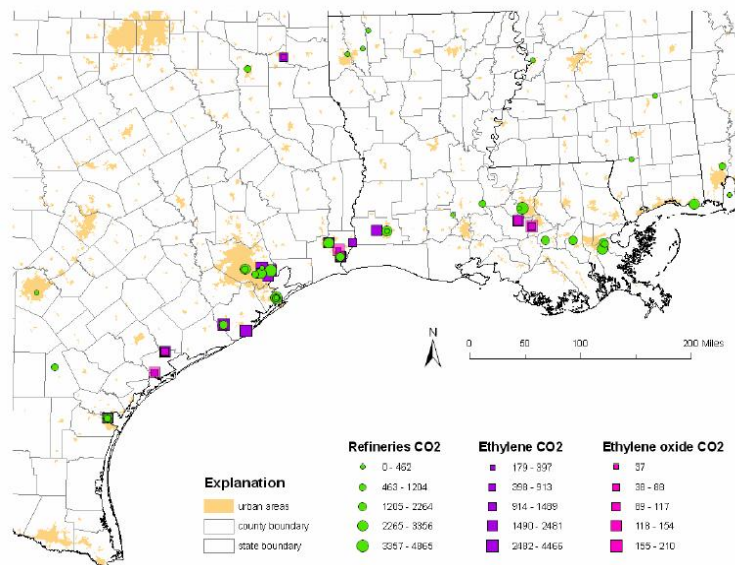 N
0 50 100 200 Miles
Explanation
urban areas
county boundary
state boundary
Refineries CO2
0 - 462
463 - 1204
1205 - 2264
2265 - 3356
3357 - 4865
Ethylene CO2
179 - 397
398 - 913
914 - 1489
1490 - 2481
2482 - 4466
Ethylene oxide CO2
37
38 - 88
89 - 117
118 - 154
155 - 210